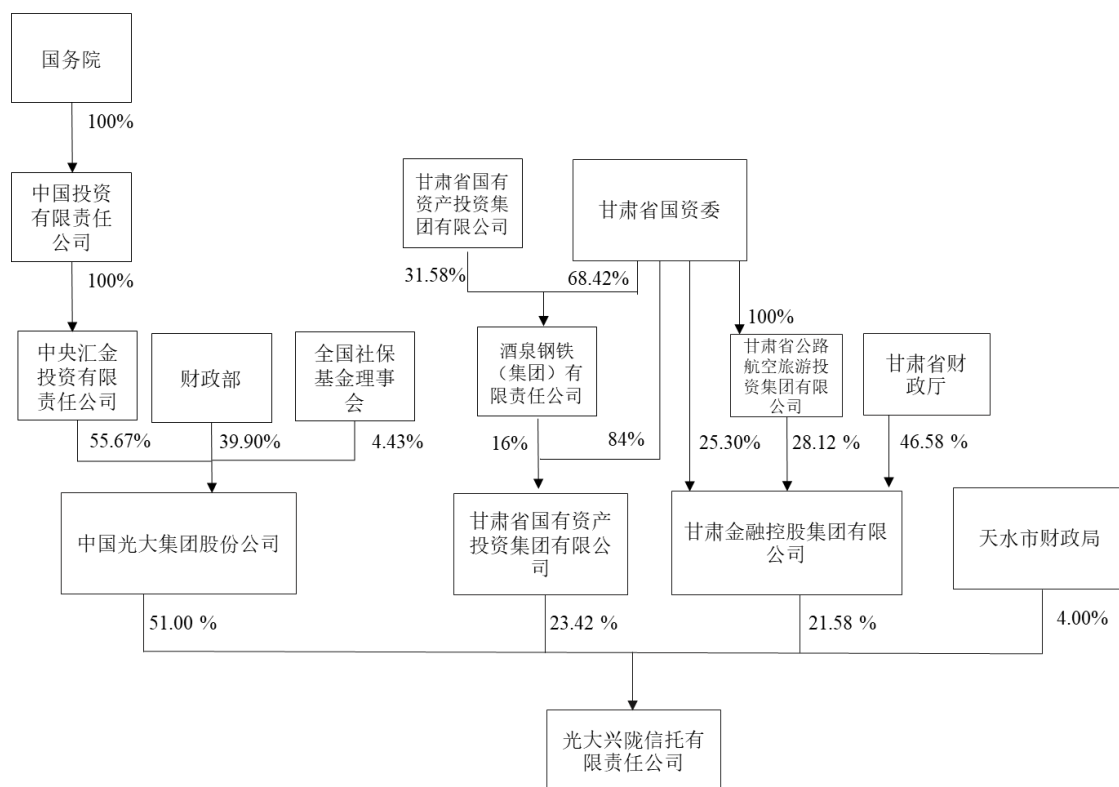 国务院
100%
中国投资
有限责任
公司
100%
甘肃省国有
资产投资集
团有限公司
甘肃省国资委
31.58%
68.42%
100%
中央汇金
投资有限
责任公司
财政部
全国社保
基金理事
会
酒泉钢铁
（集团）有
限责任公司
甘肃省公路
航空旅游投
资集团有限
公司
甘肃省财
政厅
55.67%
39.90%
4.43%
16%
84%
25.30%
28.12 %
46.58 %
中国光大集团股份公司
甘肃省国有资产
投资集团有限公
司
甘肃金融控股集团有限
公司
天水市财政局
51.00 %
23.42 %
21.58 %
4.00%
光大兴陇信托有
限责任公司